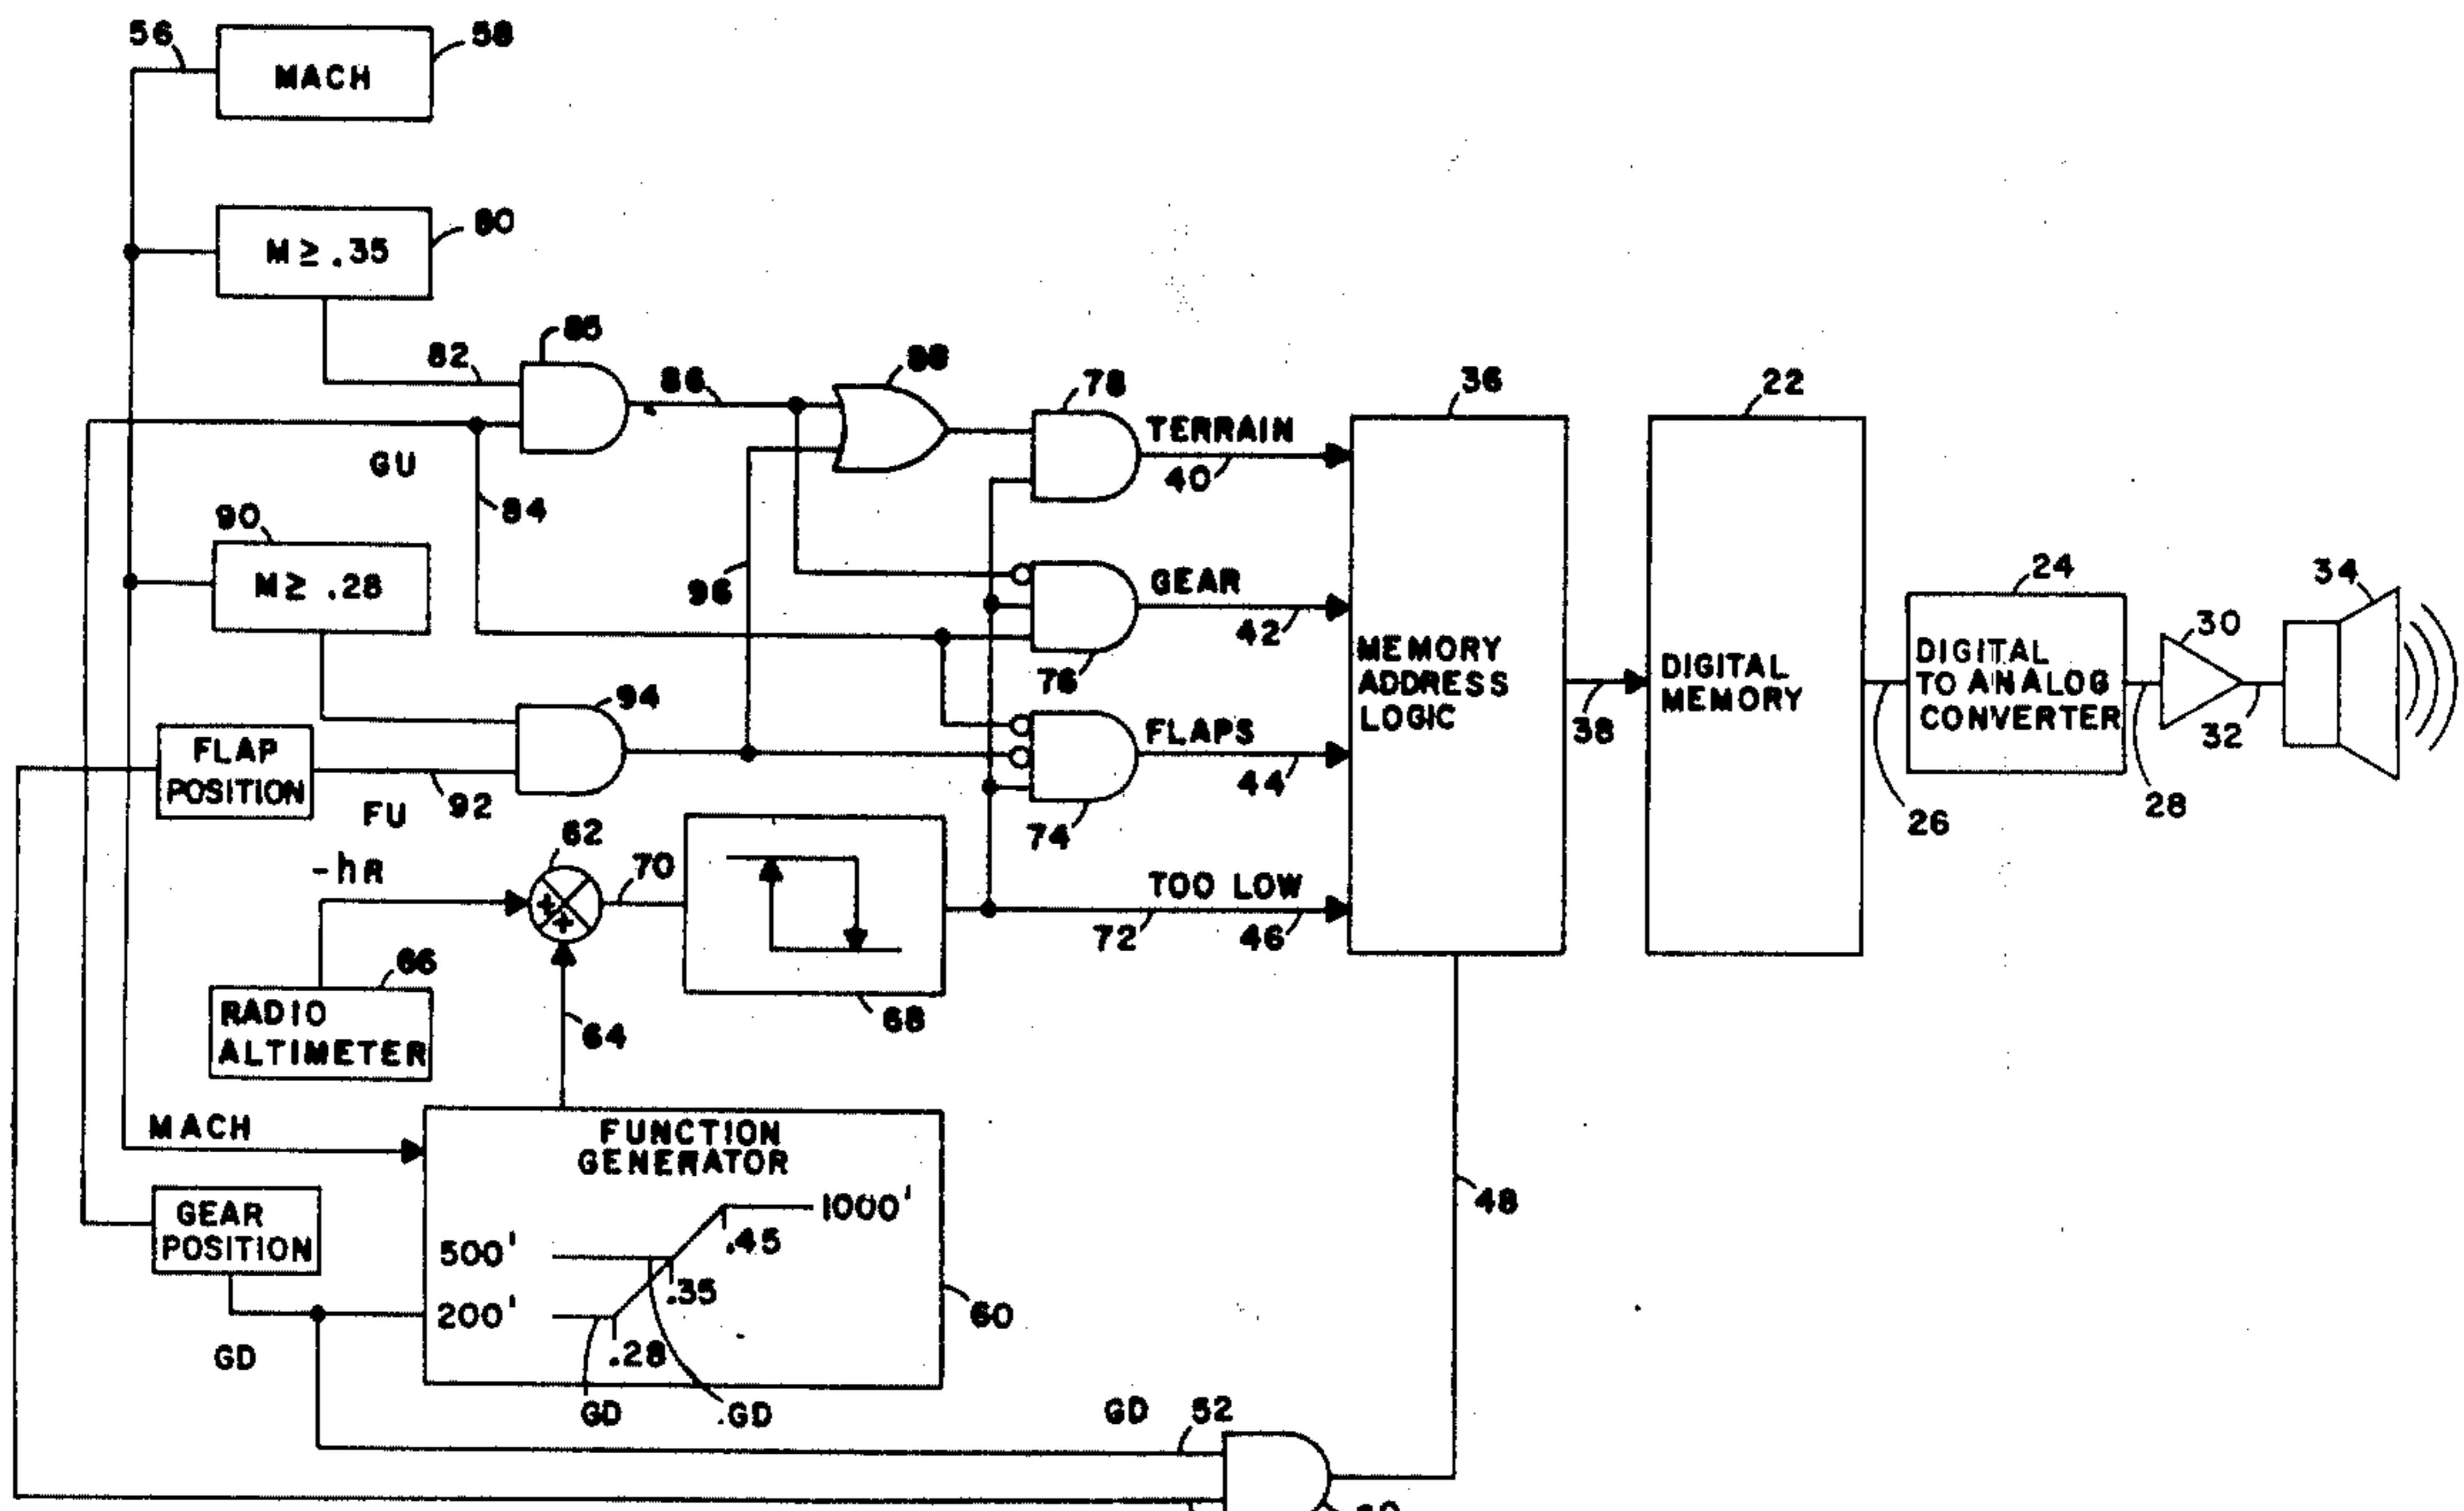 56
58
MACH
80
M ≥ .35
85
82
86
88
78
TERRAIN
40
36
22
GU
84
90
M ≥ .28
96
GEAR
42
76
MEMORY
ADDRESS
LOGIC
38
DIGITAL
MEMORY
24
DIGITAL
TO ANALOG
CONVERTER
30
34
32
26
28
94
FLAP
POSITION
92
FU
FLAPS
44
74
62
-hR
70
+
+
TOO LOW
72
46
66
RADIO
ALTIMETER
64
68
MACH
FUNCTION
GENERATOR
GEAR
POSITION
1000'
.45
500'
.35
200'
.28
60
48
GD
GD
GD
GD
52